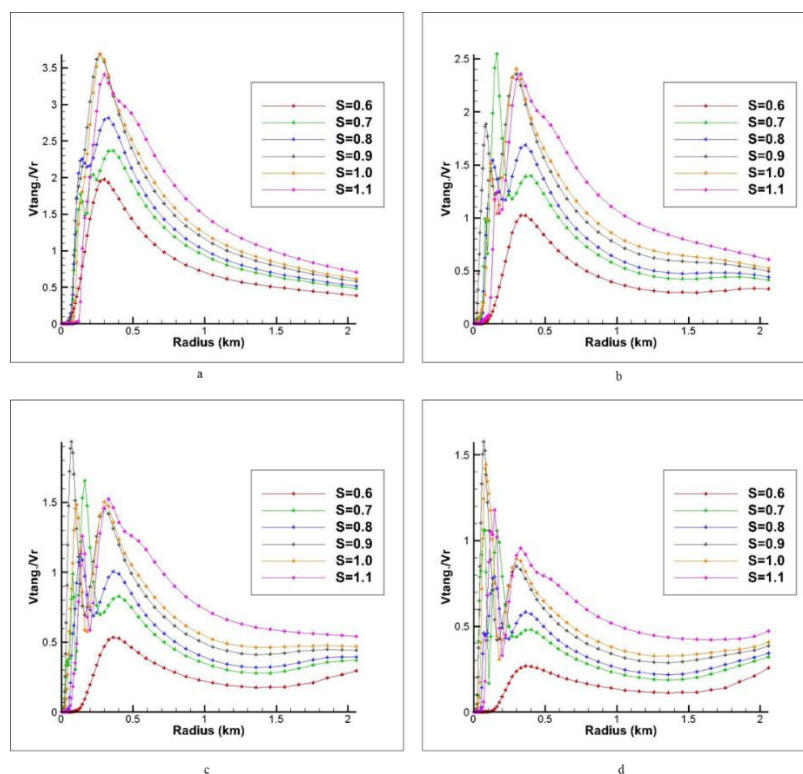 Vtang./Vr
3.5
3
2.5
2
1.5
1
0.5
0
0 0.5 1 1.5 2
Radius (km)
S=0.6
S=0.7
S=0.8
S=0.9
S=1.0
S=1.1
a
Vtang./Vr
2.5
2
1.5
1
0.5
0
0 0.5 1 1.5 2
Radius (km)
S=0.6
S=0.7
S=0.8
S=0.9
S=1.0
S=1.1
b
Vtang./Vr
1.5
1
0.5
0
0 0.5 1 1.5 2
Radius (km)
S=0.6
S=0.7
S=0.8
S=0.9
S=1.0
S=1.1
c
Vtang./Vr
1.5
1
0.5
0
0 0.5 1 1.5 2
Radius (km)
S=0.6
S=0.7
S=0.8
S=0.9
S=1.0
S=1.1
d